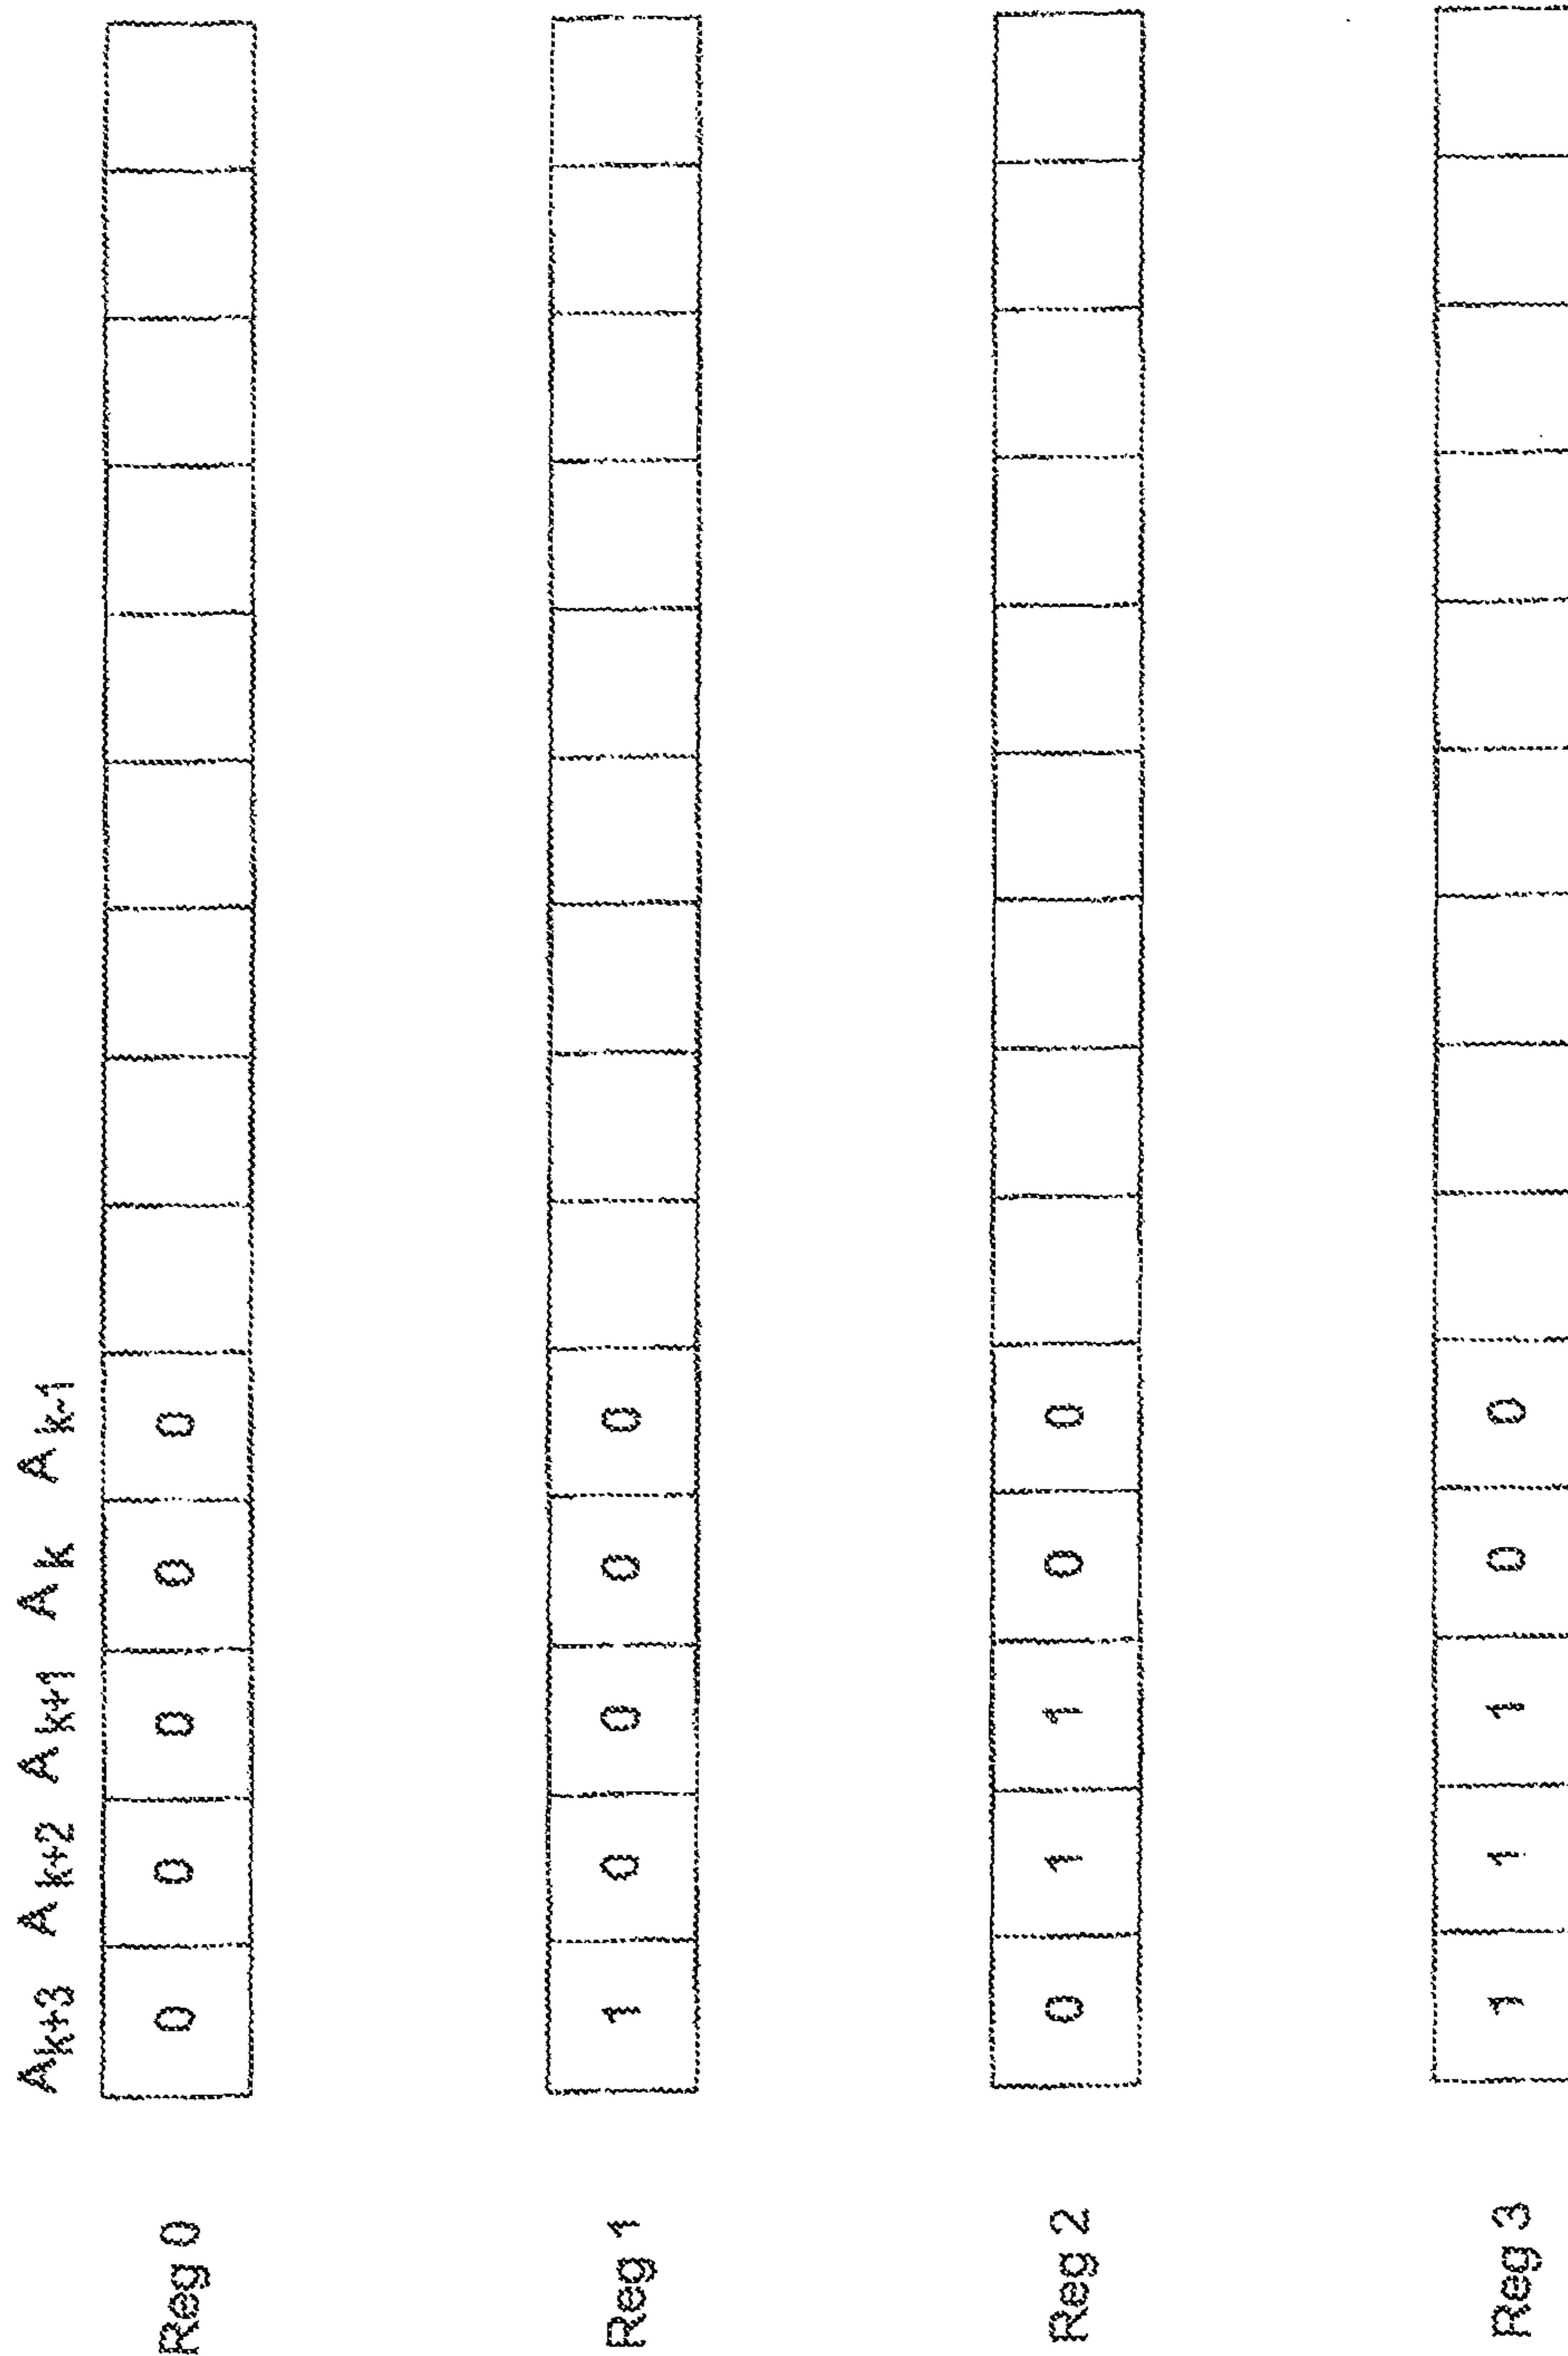 A k+3 A k+2 A k+1 A k A k-1
Reg 0 0 0 0 0 0
Reg 1 1 0 0 0 0
Reg 2 0 1 1 0 0
Reg 3 1 1 1 0 0